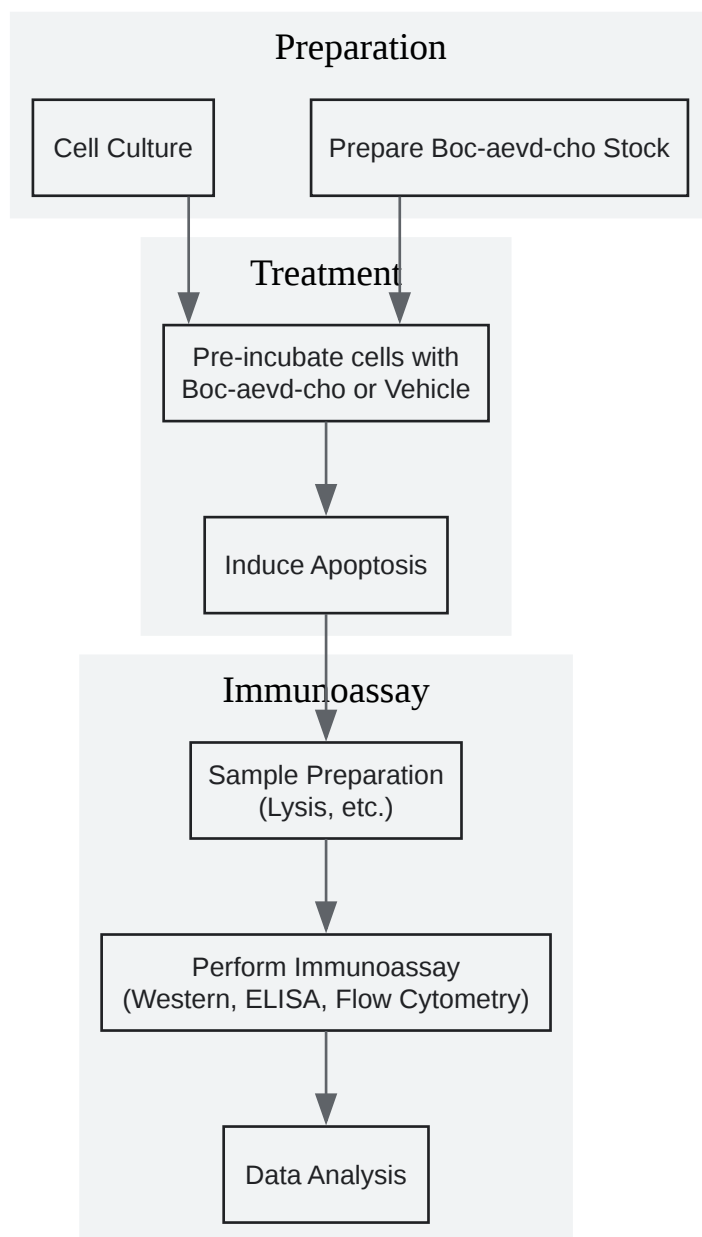 Preparation
Cell Culture
Prepare Boc-aevd-cho Stock
Treatment
Pre-incubate cells with
Boc-aevd-cho or Vehicle
Induce Apoptosis
Immunoassay
Sample Preparation
(Lysis, etc.)
Perform Immunoassay
(Western, ELISA, Flow Cytometry)
Data Analysis